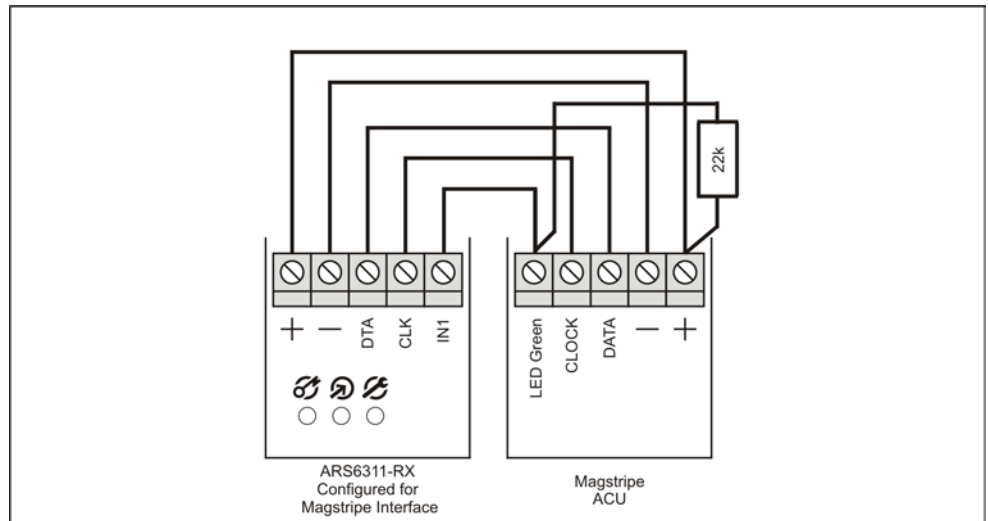 22k
+
—
DTA
CLK
IN1
LED Green
CLOCK
DATA
—
+
ARS6311-RX
Configured for
Magstripe Interface
Magstripe
ACU